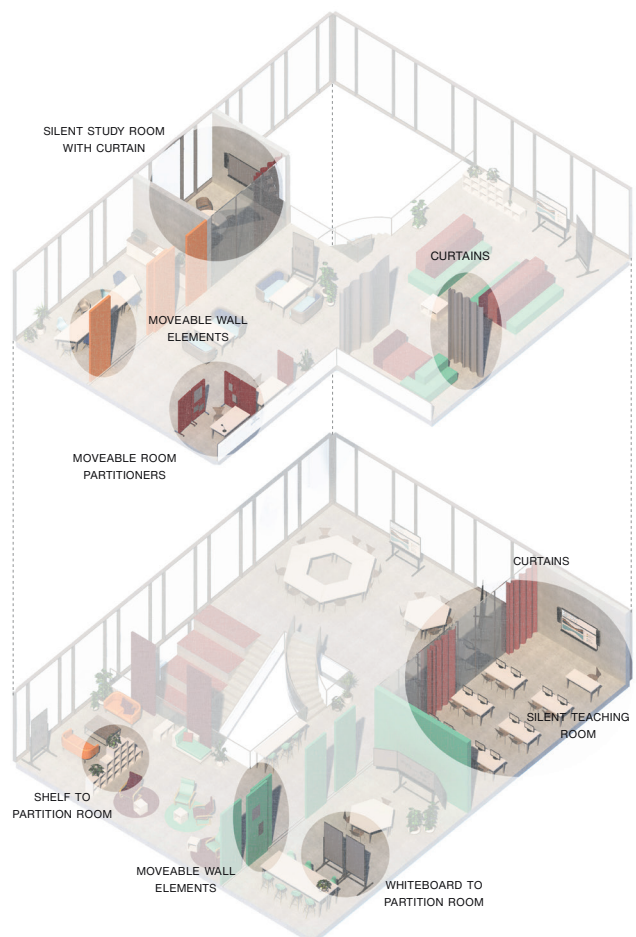 SILENT STUDY ROOM
WITH CURTAIN
CURTAINS
MOVEABLE WALL
ELEMENTS
MOVEABLE ROOM
PARTITIONERS
CURTAINS
SILENT TEACHING
ROOM
SHELF TO
PARTITION ROOM
MOVEABLE WALL
ELEMENTS
WHITEBOARD TO
PARTITION ROOM